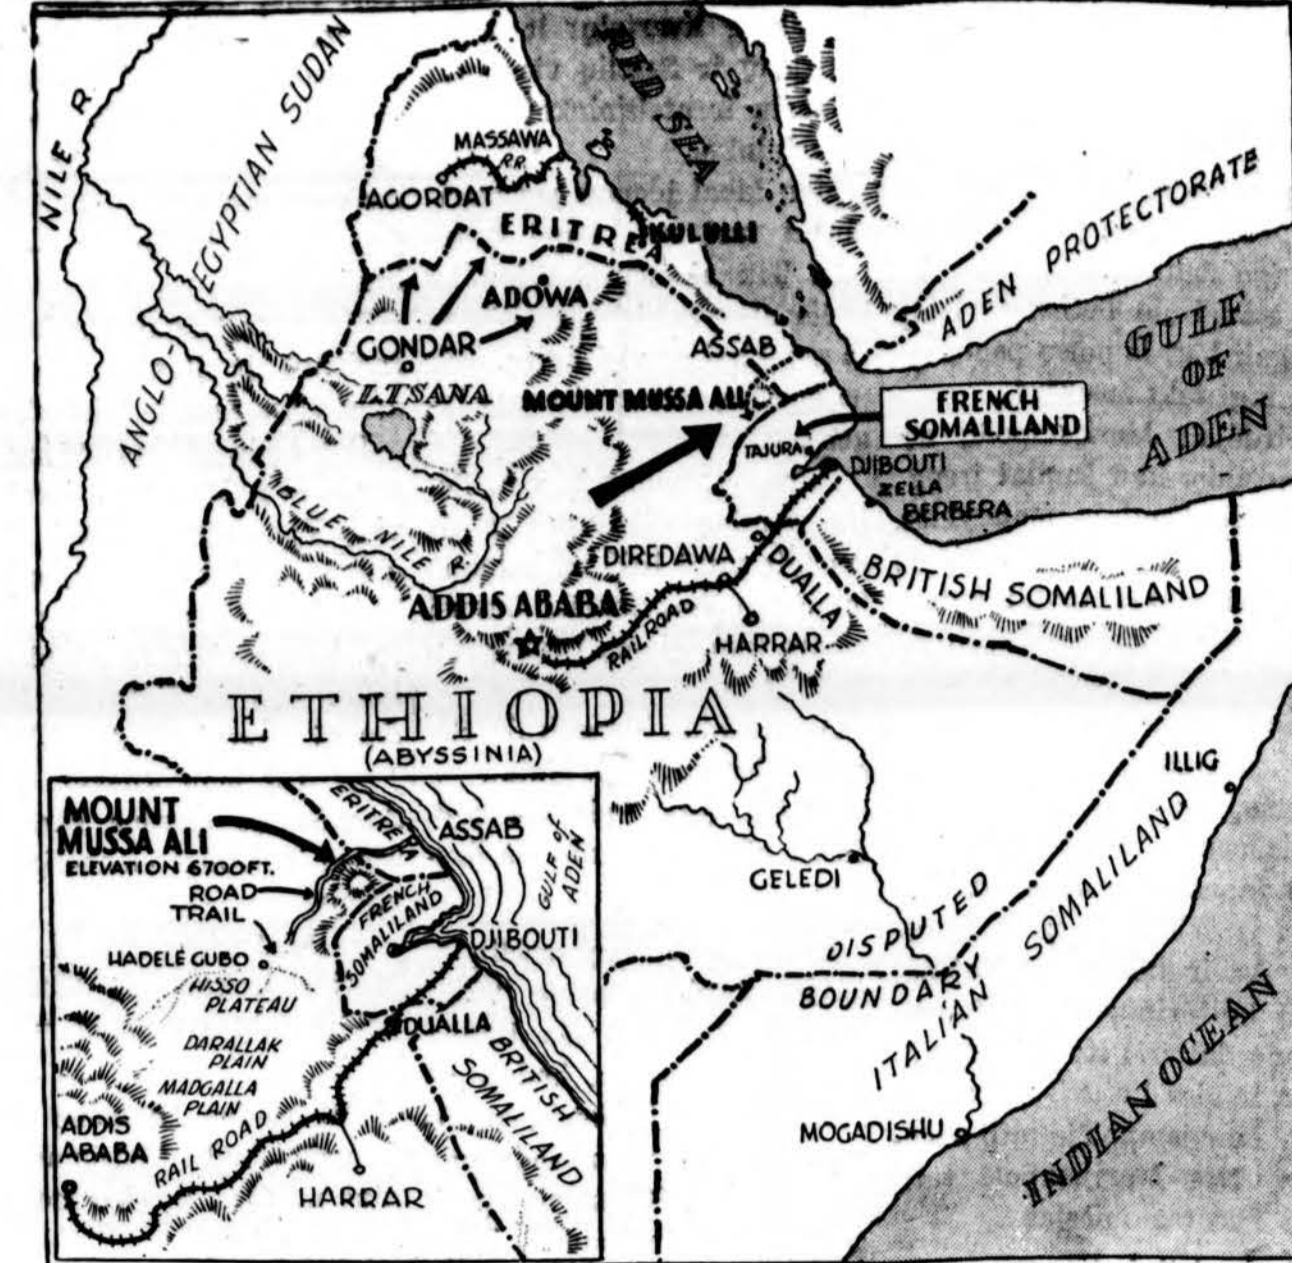 NILE R.
ANGLO-EGYPTIAN SUDAN
RED SEA
MASSAWA
R.R.
AGORDAT
ERITREA
KULULLI
ADEN PROTECTORATE
ADOWA
GONDAR
ASSAB
GULF
OF
ADEN
L. TSANA
MOUNT MUSSA ALI
FRENCH
SOMALILAND
TAJURA
DJIBOUTI
ZELLA
BERBERA
BLUE NILE R.
DIREDAWA
DUALLA
BRITISH SOMALILAND
ADDIS ABABA
RAILROAD
HARRAR
ETHIOPIA
(ABYSSINIA)
ILLIG
GELEDI
DISPUTED
BOUNDARY
ITALIAN SOMALILAND
MOGADISHU
INDIAN OCEAN
MOUNT
MUSSA ALI
ELEVATION 6700 FT.
ROAD
TRAIL
ERITREA
ASSAB
GULF of
ADEN
FRENCH
SOMALILAND
DJIBOUTI
HADELÉ GUBO
HISSO
PLATEAU
DUALLA
DARALLAK
PLAIN
MADGALLA
PLAIN
BRITISH
SOMALILAND
ADDIS
ABABA
RAIL ROAD
HARRAR